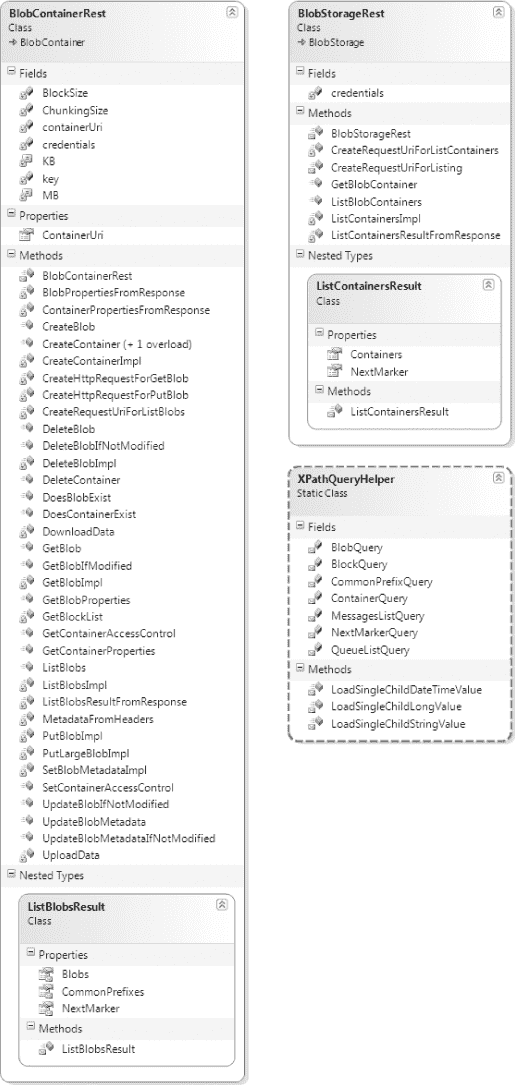 BlobContainerRest
Class
BlobContainer
Fields
BlockSize
ChunkingSize
containerUri
credentials
KB
key
MB
Properties
ContainerUri
Methods
BlobContainerRest
BlobPropertiesFromResponse
ContainerPropertiesFromResponse
CreateBlob
CreateContainer (+ 1 overload)
CreateContainerImpl
CreateHttpRequestForGetBlob
CreateHttpRequestForPutBlob
CreateRequestUriForListBlobs
DeleteBlob
DeleteBlobIfNotModified
DeleteBlobImpl
DeleteContainer
DoesBlobExist
DoesContainerExist
DownloadData
GetBlob
GetBlobIfModified
GetBlobImpl
GetBlobProperties
GetBlockList
GetContainerAccessControl
GetContainerProperties
ListBlobs
ListBlobsImpl
ListBlobsResultFromResponse
MetadataFromHeaders
PutBlobImpl
PutLargeBlobImpl
SetBlobMetadataImpl
SetContainerAccessControl
UpdateBlobIfNotModified
UpdateBlobMetadata
UpdateBlobMetadataIfNotModified
UploadData
Nested Types
ListBlobsResult
Class
Properties
Blobs
CommonPrefixes
NextMarker
Methods
ListBlobsResult
BlobStorageRest
Class
BlobStorage
Fields
credentials
Methods
BlobStorageRest
CreateRequestUriForListContainers
CreateRequestUriForListing
GetBlobContainer
ListBlobContainers
ListContainersImpl
ListContainersResultFromResponse
Nested Types
ListContainersResult
Class
Properties
Containers
NextMarker
Methods
ListContainersResult
XPathQueryHelper
Static Class
Fields
BlobQuery
BlockQuery
CommonPrefixQuery
ContainerQuery
MessagesListQuery
NextMarkerQuery
QueueListQuery
Methods
LoadSingleChildDateTimeValue
LoadSingleChildLongValue
LoadSingleChildStringValue